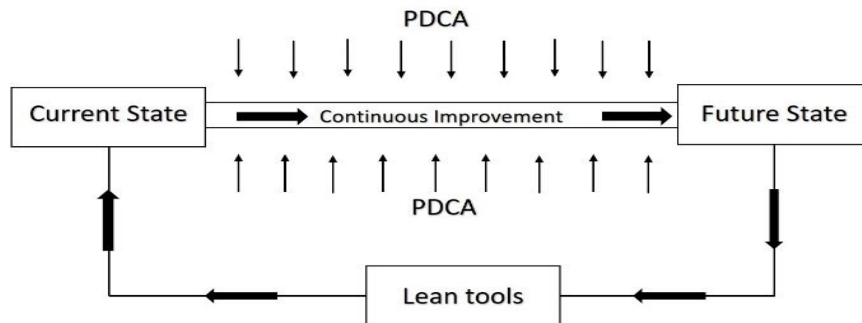 PDCA
Current State
Continuous Improvement
Future State
PDCA
Lean tools